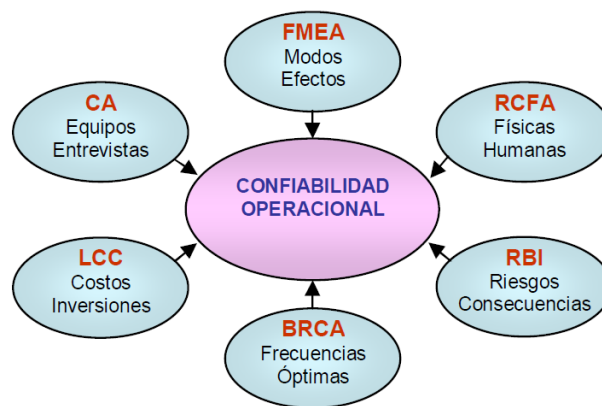 FMEA
Modos
Efectos
CA
Equipos
Entrevistas
RCFA
Físicas
Humanas
CONFIABILIDAD
OPERACIONAL
LCC
Costos
Inversiones
RBI
Riesgos
Consecuencias
BRCA
Frecuencias
Óptimas